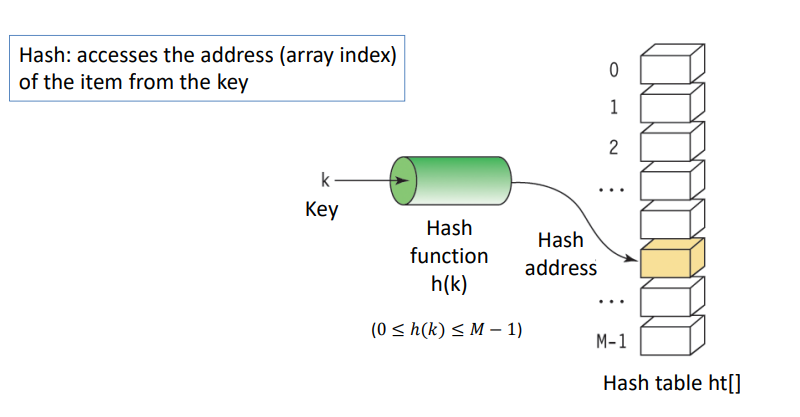 Hash: accesses the address (array index)
of the item from the key
0
1
2
...
k
Key
Hash
function
h(k)
Hash
address
(0 ≤ h(k) ≤ M − 1)
...
M-1
Hash table ht[]